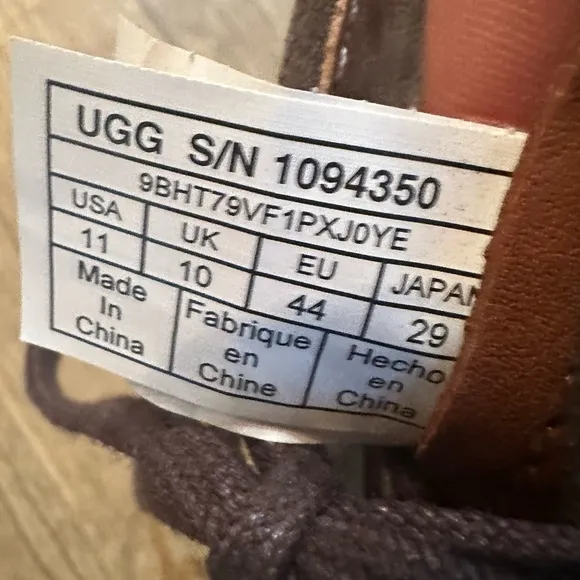 UGG S/N 1094350
9BHT79VF1PXJ0YE
USA UK EU JAPAN
11 10 44 29
Made In China
Fabrique en Chine
Hecho en China